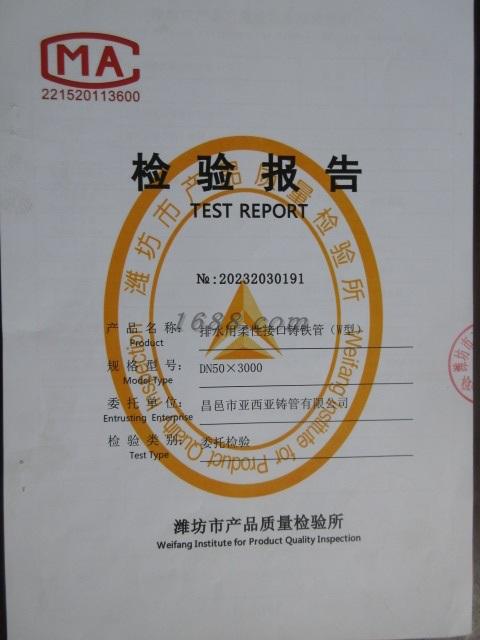 CMA
221520113600
检验报告
TEST REPORT
№:20232030191
潍坊市产品质量检验所
Weifang Institute for Product Quality Inspection
1688.com
产品名称: 排水用柔性接口铸铁管(W型)
Product
规格型号: DN50×3000
Model Type
委托单位: 昌邑市亚西亚铸管有限公司
Entrusting Enterprise
检验类别: 委托检验
Test Type
潍坊市产品质量检验所
Weifang Institute for Product Quality Inspection
潍坊市